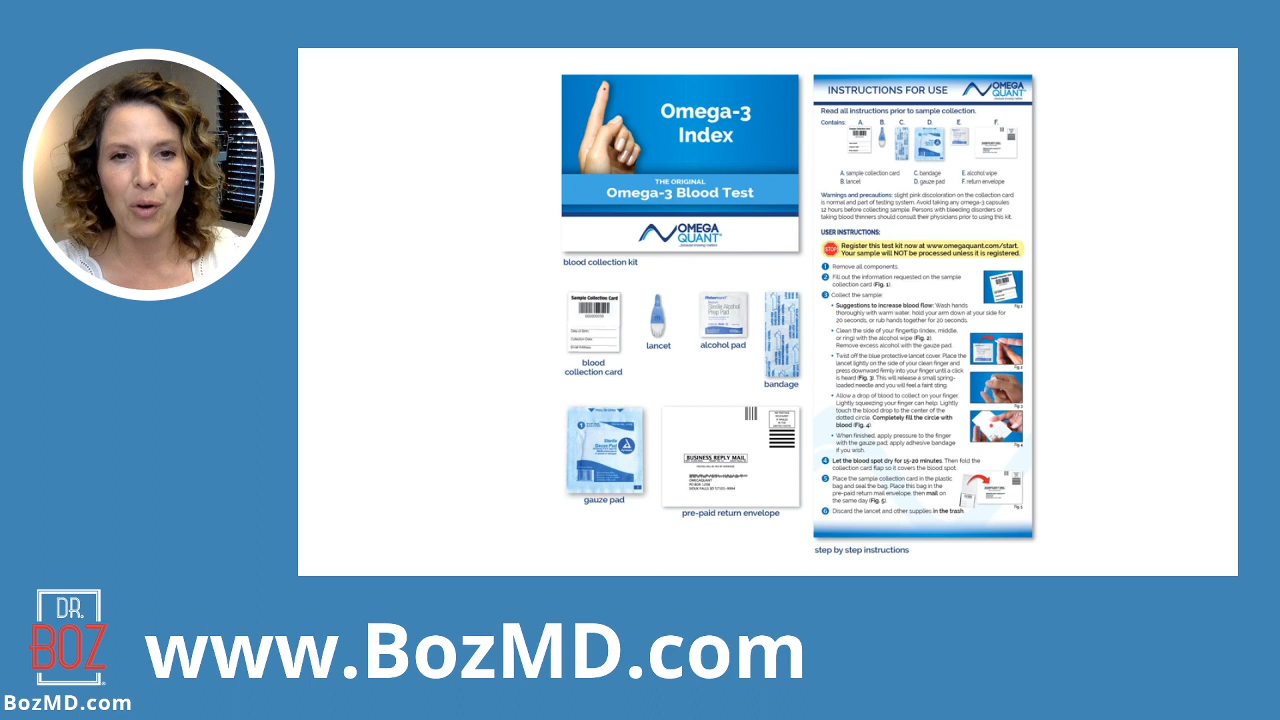 Omega-3
Index
THE ORIGINAL
Omega-3 Blood Test
OMEGA
QUANT
blood collection kit
Sample Collection Card
blood
collection card
lancet
Sterile Alcohol
Prep Pad
alcohol pad
bandage
Sterile
Gauze Pad
gauze pad
BUSINESS REPLY MAIL
OMEGAQUANT
pre-paid return envelope
INSTRUCTIONS FOR USE
OMEGA
QUANT
Read all instructions prior to sample collection.
Contains: A. B. C. D. E. F.
A. sample collection card C. bandage E. alcohol wipe
B. lancet D. gauze pad F. return envelope
Warnings and precautions: slight pink discoloration on the collection card
is normal and part of testing system. Avoid taking any omega-3 capsules
12 hours before collecting sample. Persons with bleeding disorders or
taking blood thinners should consult their physicians prior to using this kit.
USER INSTRUCTIONS:
STOP
Register this test kit now at www.omegaquant.com/start.
Your sample will NOT be processed unless it is registered.
1 Remove all components.
2 Fill out the information requested on the sample
collection card (Fig. 1).
3 Collect the sample:
• Suggestions to increase blood flow: Wash hands
thoroughly with warm water; hold your arm down at your side for
20 seconds, or rub hands together for 20 seconds.
• Clean the side of your fingertip (index, middle,
or ring) with the alcohol wipe (Fig. 2).
Remove excess alcohol with the gauze pad.
• Twist off the blue protective lancet cover. Place the
lancet lightly on the side of your clean finger and
press downward firmly into your finger until a click
is heard (Fig. 3). This will release a small spring-
loaded needle and you will feel a faint sting.
• Allow a drop of blood to collect on your finger.
Lightly squeezing your finger can help. Lightly
touch the blood drop to the center of the
dotted circle. Completely fill the circle with
blood (Fig. 4).
• When finished, apply pressure to the finger
with the gauze pad; apply adhesive bandage
if you wish.
4 Let the blood spot dry for 15-20 minutes. Then fold the
collection card flap so it covers the blood spot.
5 Place the sample collection card in the plastic
bag and seal the bag. Place this bag in the
pre-paid return mail envelope, then mail on
the same day (Fig. 5).
6 Discard the lancet and other supplies in the trash.
step by step instructions
DR.
BOZ
www.BozMD.com
BozMD.com